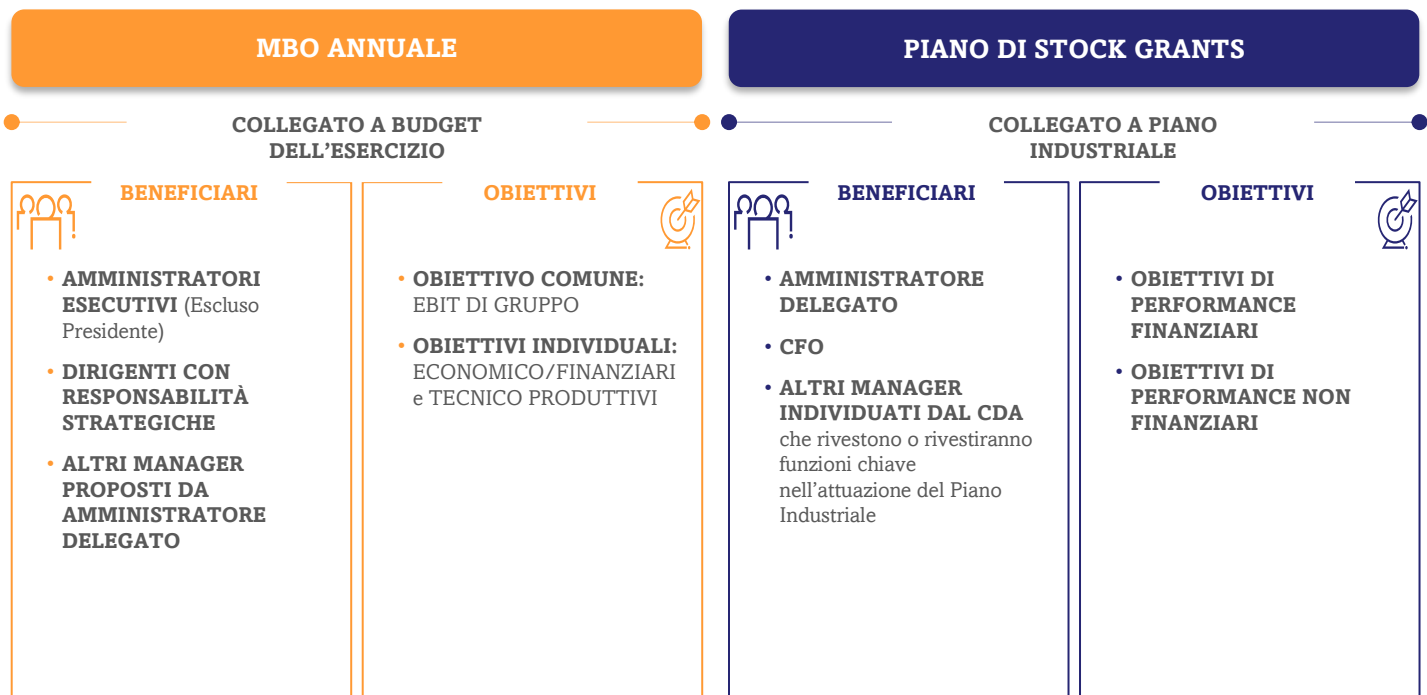 MBO ANNUALE
COLLEGATO A BUDGET
DELL’ESERCIZIO
BENEFICIARI
• AMMINISTRATORI
ESECUTIVI (Escluso
Presidente)
• DIRIGENTI CON
RESPONSABILITÀ
STRATEGICHE
• ALTRI MANAGER
PROPOSTI DA
AMMINISTRATORE
DELEGATO
OBIETTIVI
• OBIETTIVO COMUNE:
EBIT DI GRUPPO
• OBIETTIVI INDIVIDUALI:
ECONOMICO/FINANZIARI
e TECNICO PRODUTTIVI
PIANO DI STOCK GRANTS
COLLEGATO A PIANO
INDUSTRIALE
BENEFICIARI
• AMMINISTRATORE
DELEGATO
• CFO
• ALTRI MANAGER
INDIVIDUATI DAL CDA
che rivestono o rivestiranno
funzioni chiave
nell’attuazione del Piano
Industriale
OBIETTIVI
• OBIETTIVI DI
PERFORMANCE
FINANZIARI
• OBIETTIVI DI
PERFORMANCE NON
FINANZIARI